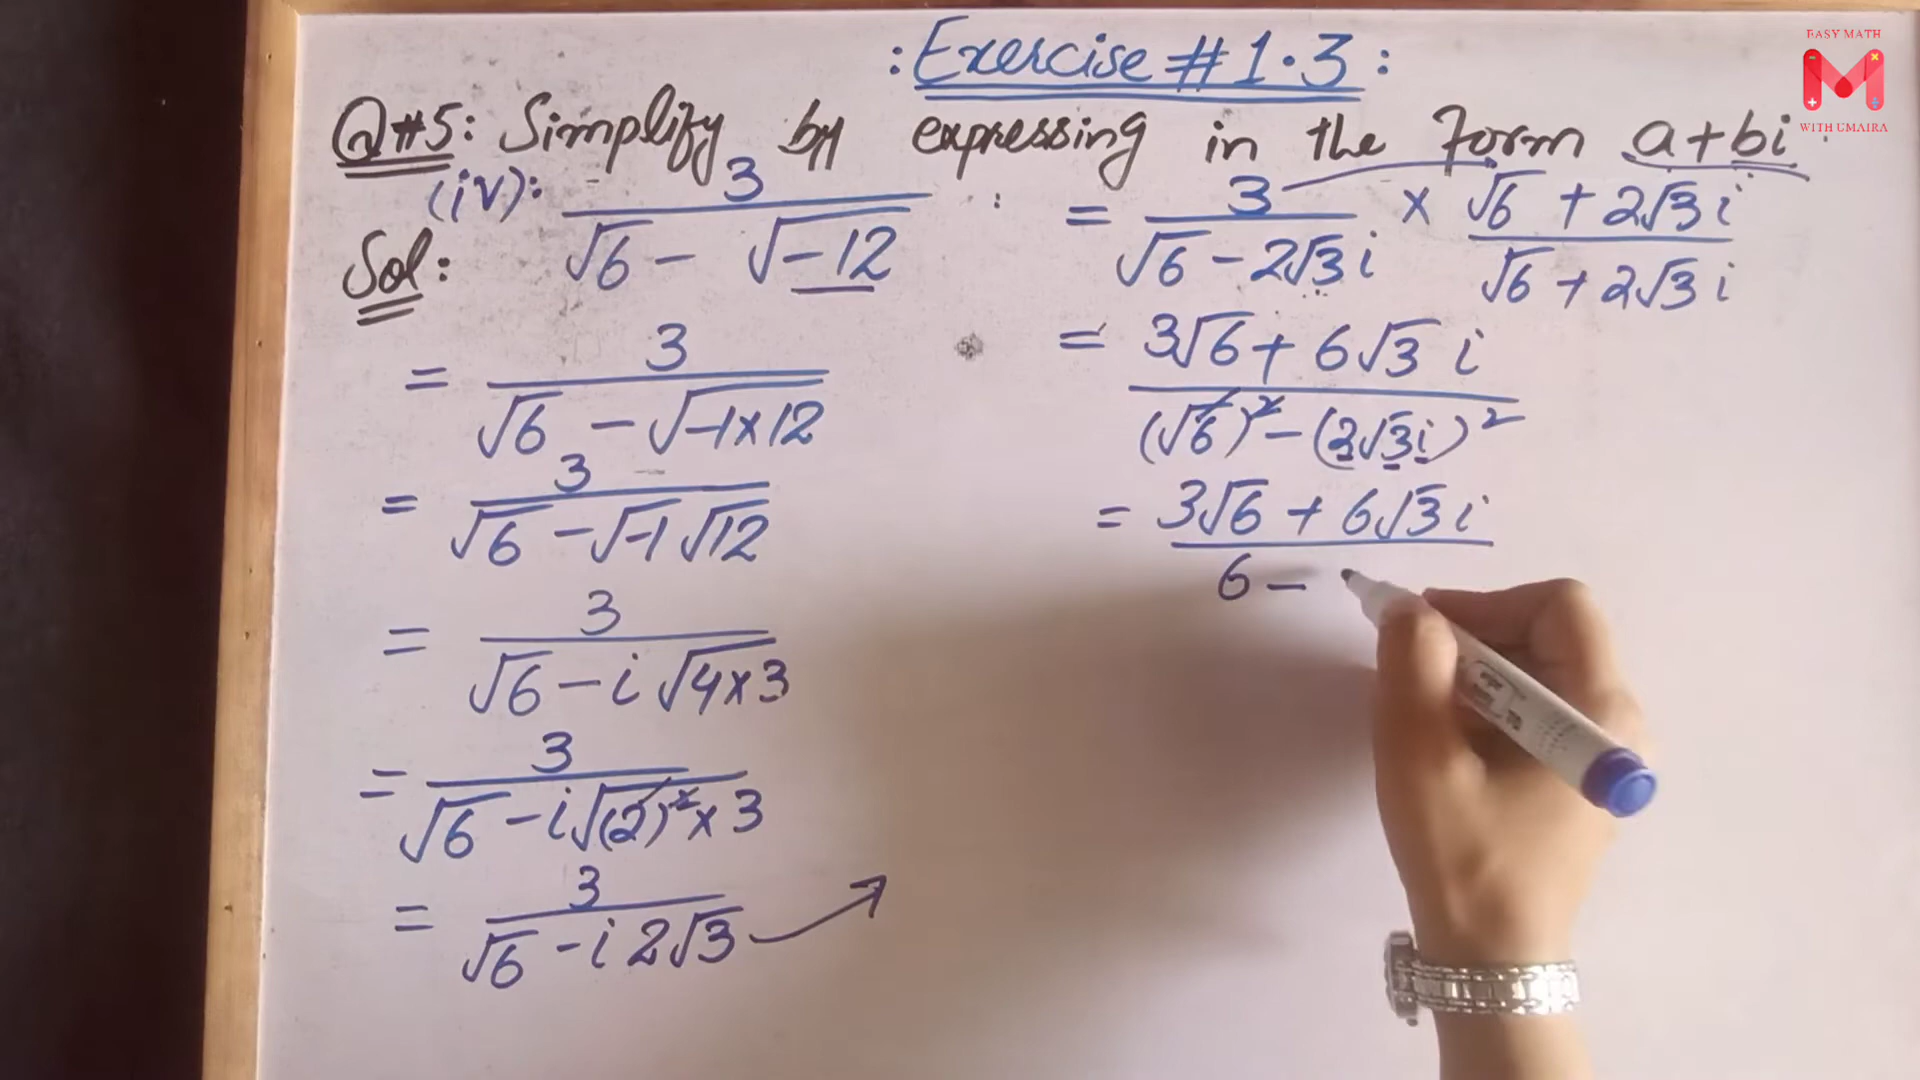 : Exercise # 1.3 :
EASY MATH
M
WITH UMAIRA
Q#5: Simplify by expressing in the form a+bi.
(iv): 3 / (√6 - √-12)
Sol:
= 3 / (√6 - √-1×12)
= 3 / (√6 - √-1 √12)
= 3 / (√6 - i √4×3)
= 3 / (√6 - i√(2)²×3)
= 3 / (√6 - i 2√3)
= 3 / (√6 - 2√3 i) × (√6 + 2√3 i) / (√6 + 2√3 i)
= (3√6 + 6√3 i) / ((√6)² - (2√3i)²)
= (3√6 + 6√3 i) / (6 -